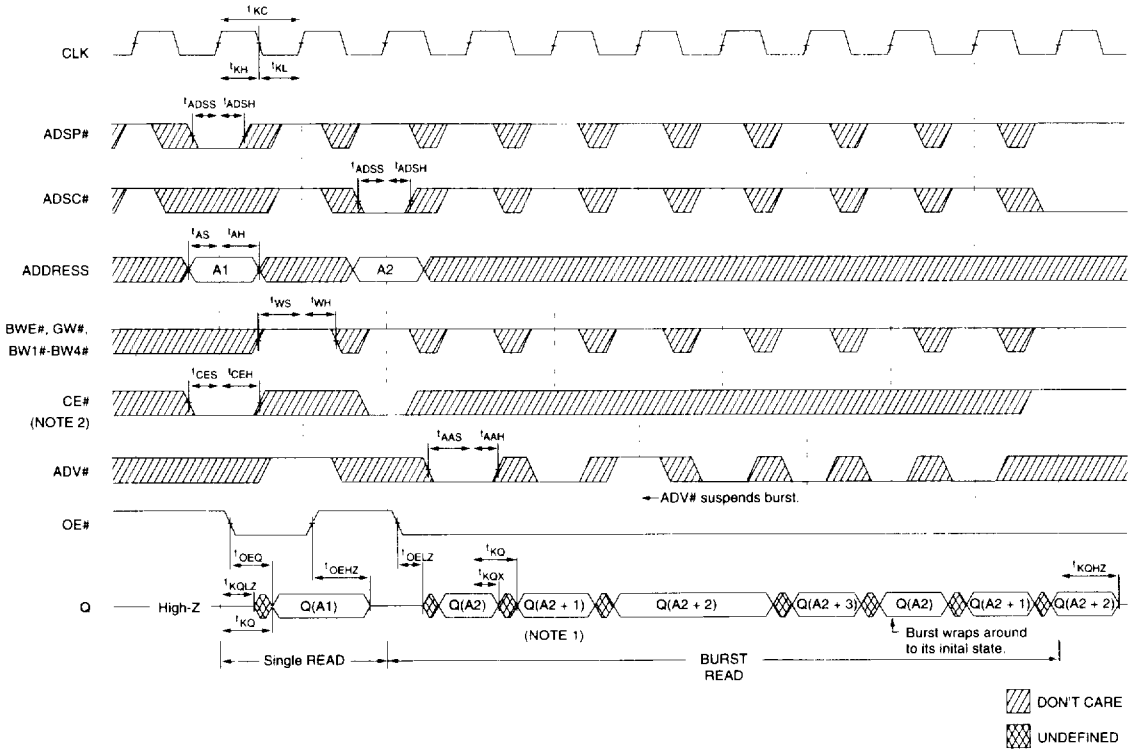 tKC
CLK
tKH tKL
tADSS tADSH
ADSP#
tADSS tADSH
ADSC#
tAS tAH
ADDRESS A1 A2
tWS tWH
BWE#, GW#,
BW1#-BW4#
tCES tCEH
CE#
(NOTE 2)
tAAS tAAH
ADV#
ADV# suspends burst.
OE#
tOEQ tOEHZ tOELZ tKQ
tKQLZ tKQX tKQHZ
Q High-Z Q(A1) Q(A2) Q(A2 + 1) Q(A2 + 2) Q(A2 + 3) Q(A2) Q(A2 + 1) Q(A2 + 2)
tKQ
(NOTE 1)
Burst wraps around
to its inital state.
Single READ
BURST
READ
DON'T CARE
UNDEFINED